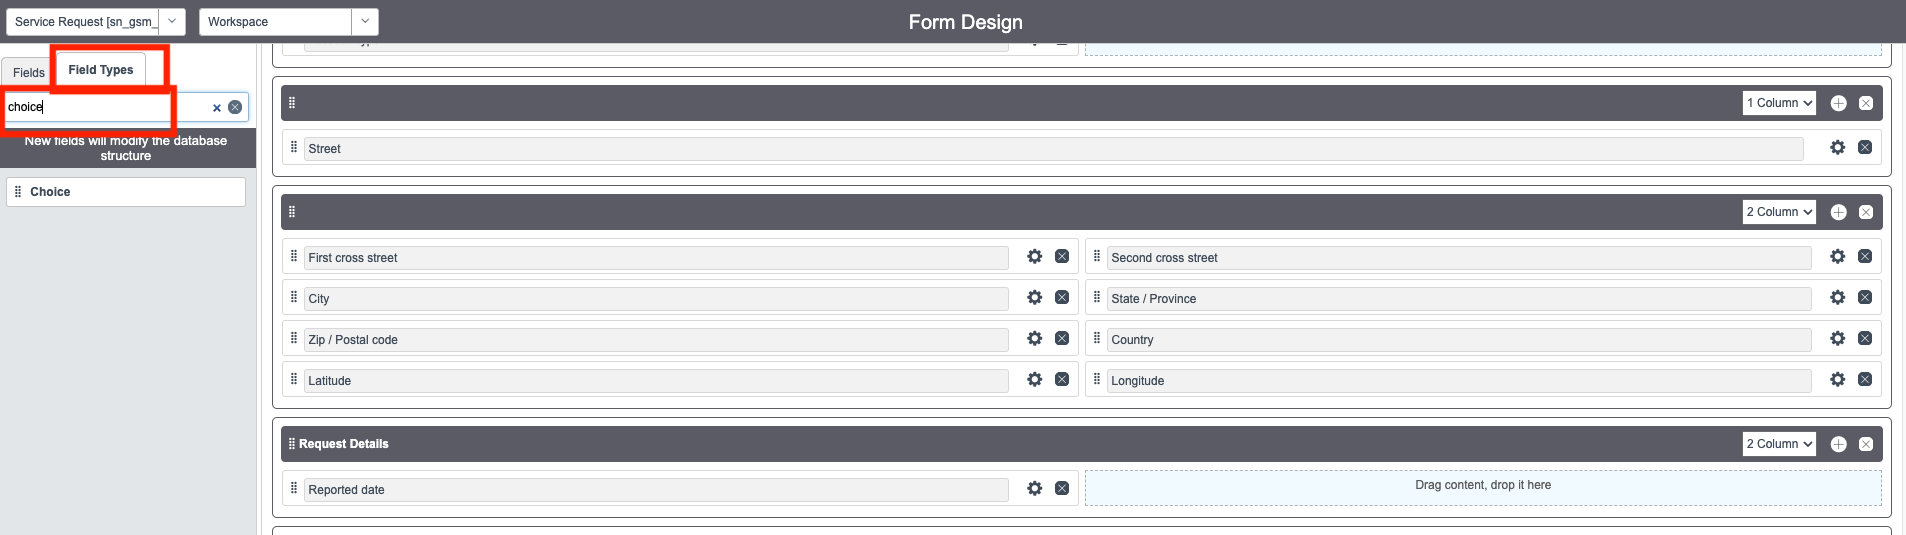 Service Request [sn_gsm_
Workspace
Form Design
Fields
Field Types
choice
New fields will modify the database
structure
Choice
1 Column
Street
2 Column
First cross street
Second cross street
City
State / Province
Zip / Postal code
Country
Latitude
Longitude
Request Details
2 Column
Reported date
Drag content, drop it here